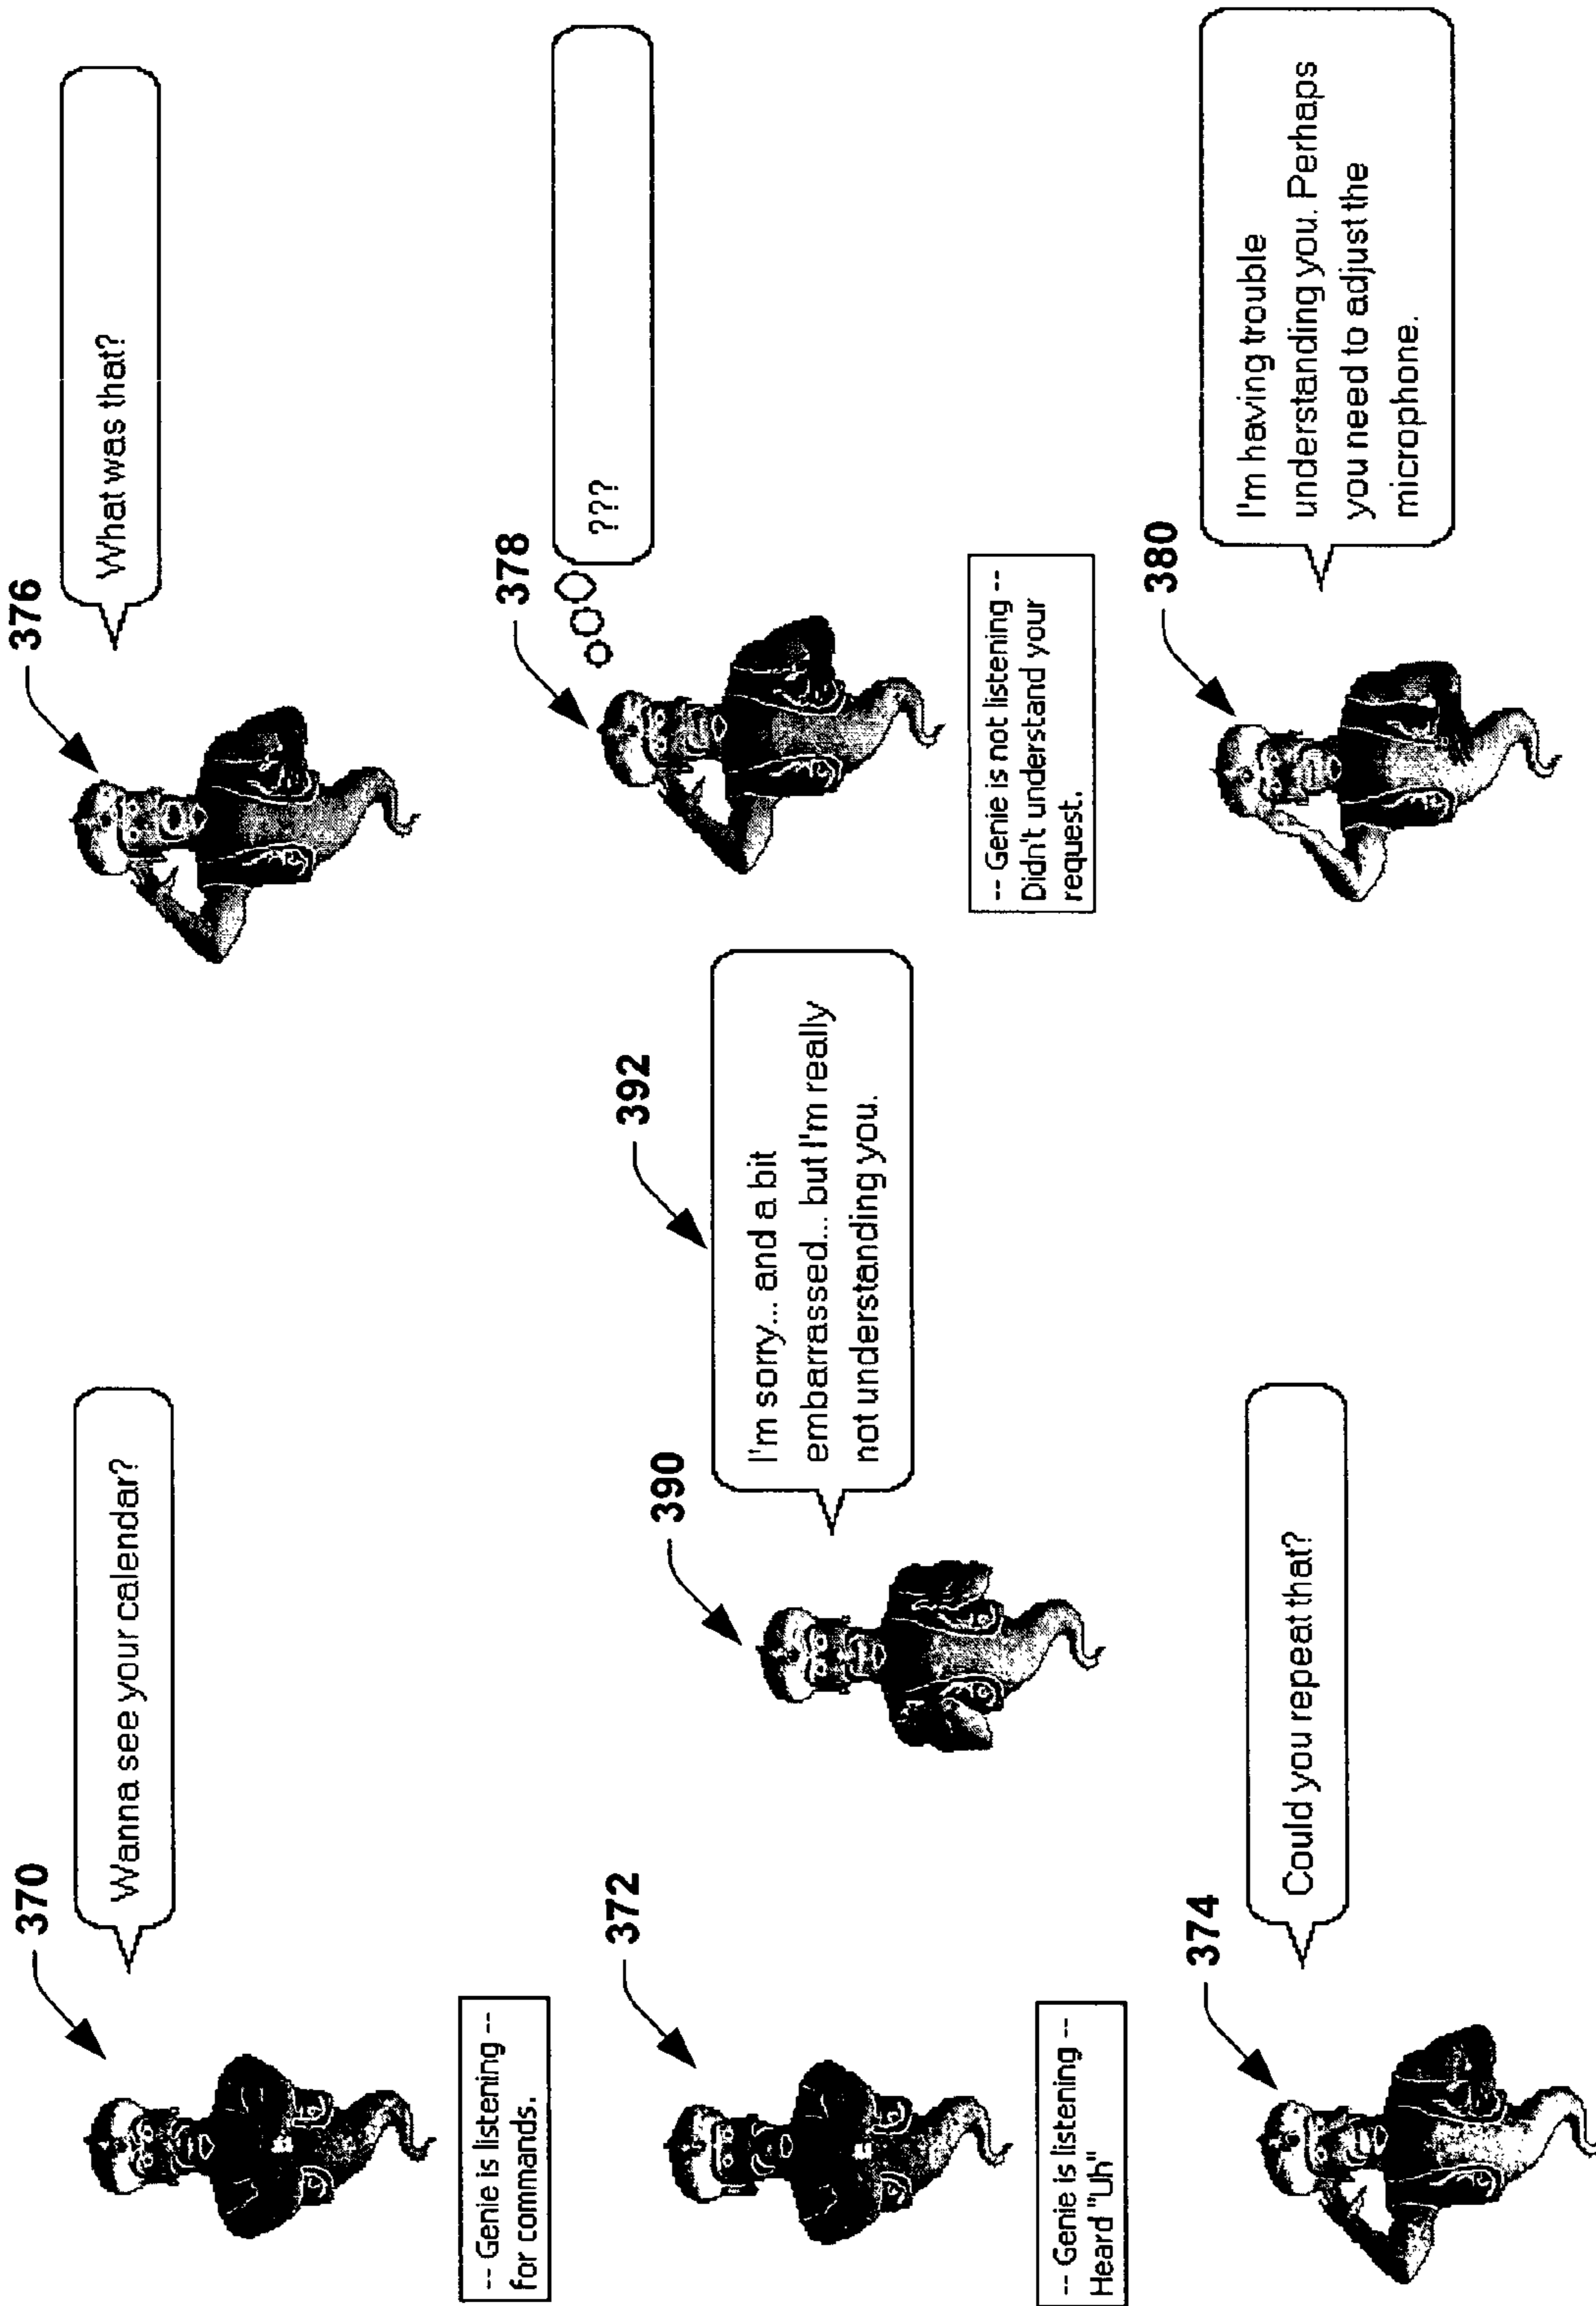 370
Wanna see your calendar?
-- Genie is listening --
for commands.
372
-- Genie is listening --
Heard "Uh"
374
Could you repeat that?
390
392
I'm sorry... and a bit
embarrassed... but I'm really
not understanding you.
376
What was that?
378
???
-- Genie is not listening --
Didn't understand your
request.
380
I'm having trouble
understanding you. Perhaps
you need to adjust the
microphone.